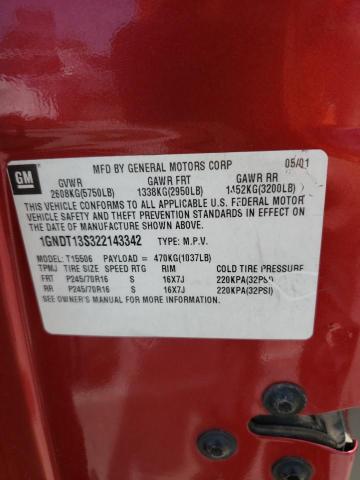 GM
MFD BY GENERAL MOTORS CORP 05/01
GVWR GAWR FRT GAWR RR
2608KG(5750LB) 1338KG(2950LB) 1452KG(3200LB)
THIS VEHICLE CONFORMS TO ALL APPLICABLE U.S. FEDERAL MOTOR
VEHICLE SAFETY AND THEFT PREVENTION STANDARDS IN EFFECT ON
THE DATE OF MANUFACTURE SHOWN ABOVE.
1GNDT13S322143342 TYPE: M.P.V.
MODEL: T15506 PAYLOAD = 470KG(1037LB)
TPMJ TIRE SIZE SPEED RTG RIM COLD TIRE PRESSURE
FRT P245/70R16 S 16X7J 220KPA(32PSI)
RR P245/70R16 S 16X7J 220KPA(32PSI)
SEE OWNER'S MANUAL FOR MORE INFORMATION.